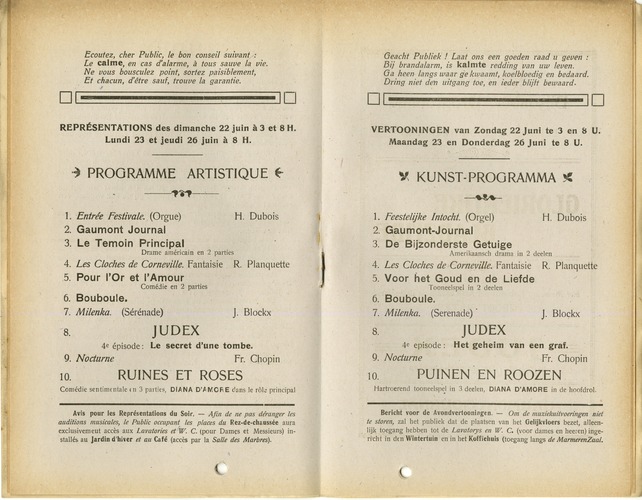 Ecoutez, cher Public, le bon conseil suivant :
Le calme, en cas d'alarme, à tous sauve la vie.
Ne vous bousculez point, sortez paisiblement,
Et chacun, d'être sauf, trouve la garantie.
REPRÉSENTATIONS des dimanche 22 juin à 3 et 8 H.
Lundi 23 et jeudi 26 juin à 8 H.
PROGRAMME ARTISTIQUE
1. Entrée Festivale. (Orgue) H. Dubois
2. Gaumont Journal
3. Le Temoin Principal
Drame américain en 2 parties
4. Les Cloches de Corneville. Fantaisie R. Planquette
5. Pour l'Or et l'Amour
Comédie en 2 parties
6. Bouboule.
7. Milenka. (Sérénade) J. Blockx
8. JUDEX
4e épisode : Le secret d'une tombe.
9. Nocturne Fr. Chopin
10. RUINES ET ROSES
Comédie sentimentale en 3 parties, DIANA D'AMORE dans le rôle principal
Avis pour les Représentations du Soir. — Afin de ne pas déranger les
auditions musicales, le Public occupant les places du Rez-de-chaussée aura
exclusivement accès aux Lavatories et W. C. (pour Dames et Messieurs) in-
stallés au Jardin d'hiver et au Café (accès par la Salle des Marbres).
Geacht Publiek ! Laat ons een goeden raad u geven :
Bij brandalarm, is kalmte redding van uw leven.
Ga heen langs waar ge kwaamt, koelbloedig en bedaard.
Dring niet den uitgang toe, en ieder blijft bewaard.
VERTOONINGEN van Zondag 22 Juni te 3 en 8 U.
Maandag 23 en Donderdag 26 Juni te 8 U.
KUNST-PROGRAMMA
1. Feestelijke Intocht. (Orgel) H. Dubois
2. Gaumont-Journal
3. De Bijzonderste Getuige
Amerikaansch drama in 2 deelen
4. Les Cloches de Corneville. Fantaisie R. Planquette
5. Voor het Goud en de Liefde
Tooneelspel in 2 deelen
6. Bouboule.
7. Milenka. (Serenade) J. Blockx
8. JUDEX
4e episode : Het geheim van een graf.
9. Nocturne Fr. Chopin
10. PUINEN EN ROOZEN
Hartroerend tooneelspel in 3 deelen, DIANA D'AMORE in de hoofdrol.
Bericht voor de Avondvertooningen. — Om de muziekuitvoeringen niet
te storen, zal het publiek dat de plaatsen van het Gelijkvloers bezet, alleen-
lijk toegang hebben tot de Lavatorys en W. C. (voor dames en heeren) inge-
richt in den Wintertuin en in het Koffiehuis (toegang langs de MarmerenZaal.